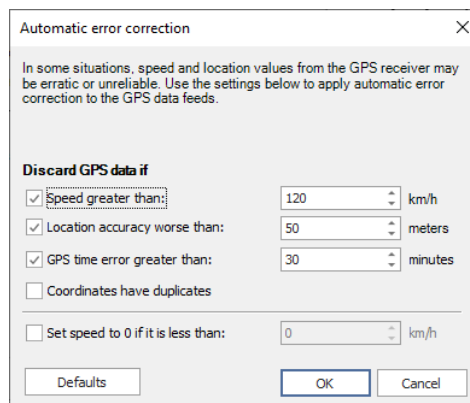 Automatic error correction
In some situations, speed and location values from the GPS receiver may
be erratic or unreliable. Use the settings below to apply automatic error
correction to the GPS data feeds.
Discard GPS data if
Speed greater than: 120 km/h
Location accuracy worse than: 50 meters
GPS time error greater than: 30 minutes
Coordinates have duplicates
Set speed to 0 if it is less than: 0 km/h
Defaults OK Cancel